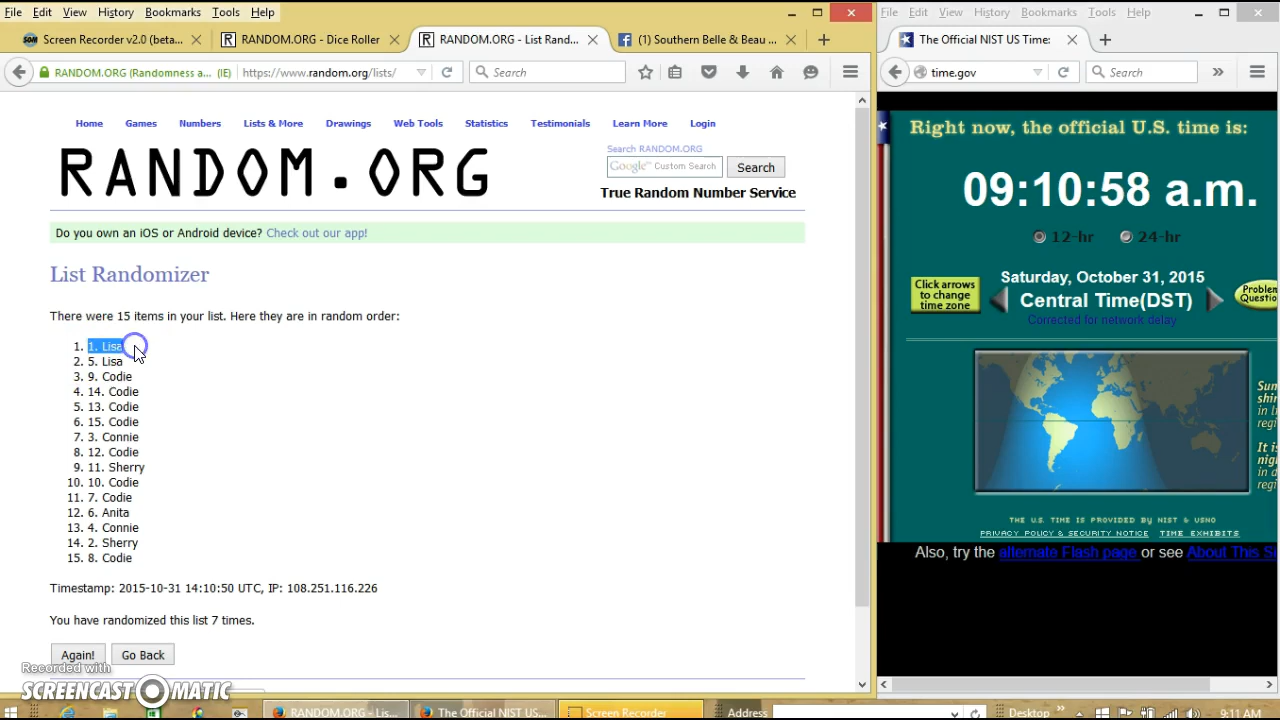 File Edit View History Bookmarks Tools Help
Screen Recorder v2.0 (beta...
RANDOM.ORG - Dice Roller
RANDOM.ORG - List Rand...
(1) Southern Belle & Beau ...
RANDOM.ORG (Randomness a... (IE)
https://www.random.org/lists/
Search
Home Games Numbers Lists & More Drawings Web Tools Statistics Testimonials Learn More Login
RANDOM.ORG
Search RANDOM.ORG
Google™ Custom Search
Search
True Random Number Service
Do you own an iOS or Android device? Check out our app!
List Randomizer
There were 15 items in your list. Here they are in random order:
1. 1. Lisa
2. 5. Lisa
3. 9. Codie
4. 14. Codie
5. 13. Codie
6. 15. Codie
7. 3. Connie
8. 12. Codie
9. 11. Sherry
10. 10. Codie
11. 7. Codie
12. 6. Anita
13. 4. Connie
14. 2. Sherry
15. 8. Codie
Timestamp: 2015-10-31 14:10:50 UTC, IP: 108.251.116.226
You have randomized this list 7 times.
Again! Go Back
Recorded with
SCREENCAST-O-MATIC
File Edit View History Bookmarks Tools Help
The Official NIST US Time:
time.gov
Search
Right now, the official U.S. time is:
09:10:58 a.m.
12-hr 24-hr
Click arrows
to change
time zone
Saturday, October 31, 2015
Central Time(DST)
Corrected for network delay
THE U.S. TIME IS PROVIDED BY NIST & USNO
PRIVACY POLICY & SECURITY NOTICE TIME EXHIBITS
Also, try the alternate Flash page or see About This S
RANDOM.ORG - Lis...
The Official NIST US...
Screen Recorder
Address
Desktop
9:11 AM